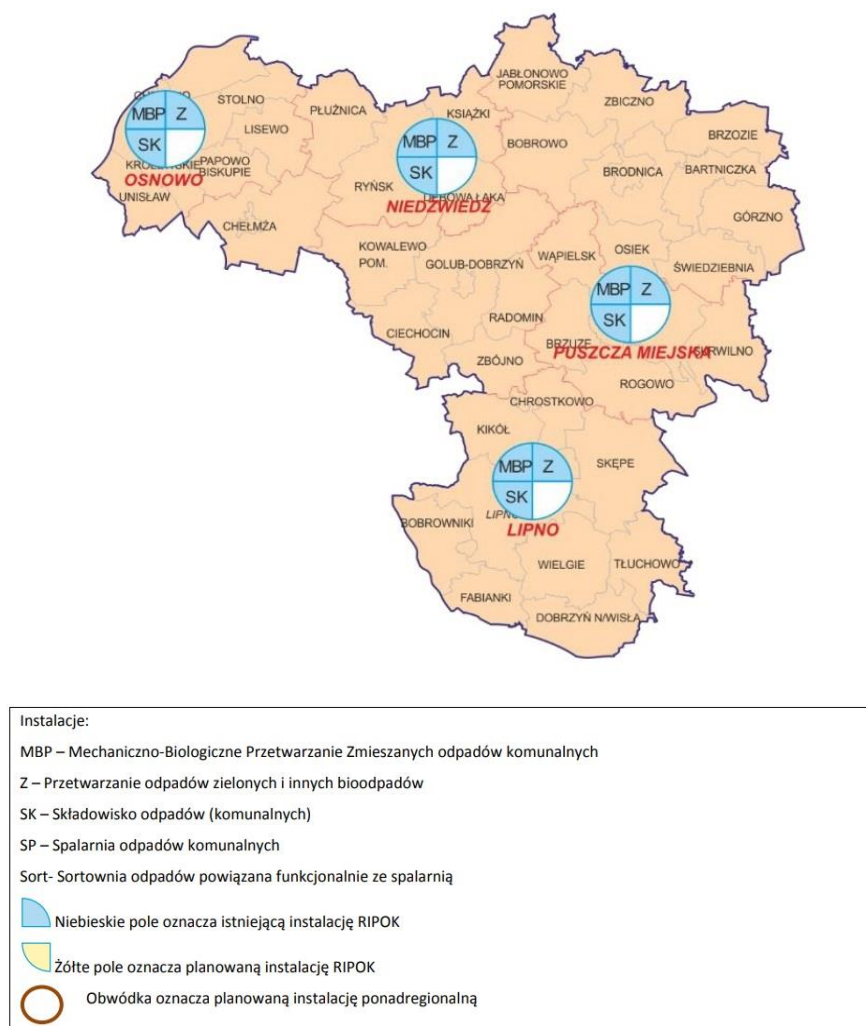 JABŁONOWO
POMORSKIE
ZBICZNO
STOLNO
PŁUŻNICA
KSIĄŻKI
MBP Z
SK
LISEWO
MBP Z
SK
BOBROWO
BRZOZIE
PAPOWO
BISKUPIE
OSNOWO
UNISŁAW
RYŃSK
NIEDŹWIEDŹ
BRODNICA
BARTNICZKA
GÓRZNO
CHEŁMŻA
KOWALEWO
POM.
GOLUB-DOBRZYŃ
WĄPIELSK
OSIEK
ŚWIEDZIEBNIA
MBP Z
SK
RADOMIN
CIECHOCIN
BRZUZE
PUSZCZA MIEJSKA
SKRWILNO
ZBÓJNO
ROGOWO
CHROSTKOWO
KIKÓŁ
SKĘPE
MBP Z
SK
LIPNO
BOBROWNIKI
LIPNO
WIELGIE
TŁUCHOWO
FABIANKI
DOBRZYŃ N/WISŁĄ
Instalacje:
MBP – Mechaniczno-Biologiczne Przetwarzanie Zmieszanych odpadów komunalnych
Z – Przetwarzanie odpadów zielonych i innych bioodpadów
SK – Składowisko odpadów (komunalnych)
SP – Spalarnia odpadów komunalnych
Sort- Sortownia odpadów powiązana funkcjonalnie ze spalarnią
Niebieskie pole oznacza istniejącą instalację RIPOK
Żółte pole oznacza planowaną instalację RIPOK
Obwódka oznacza planowaną instalację ponadregionalną